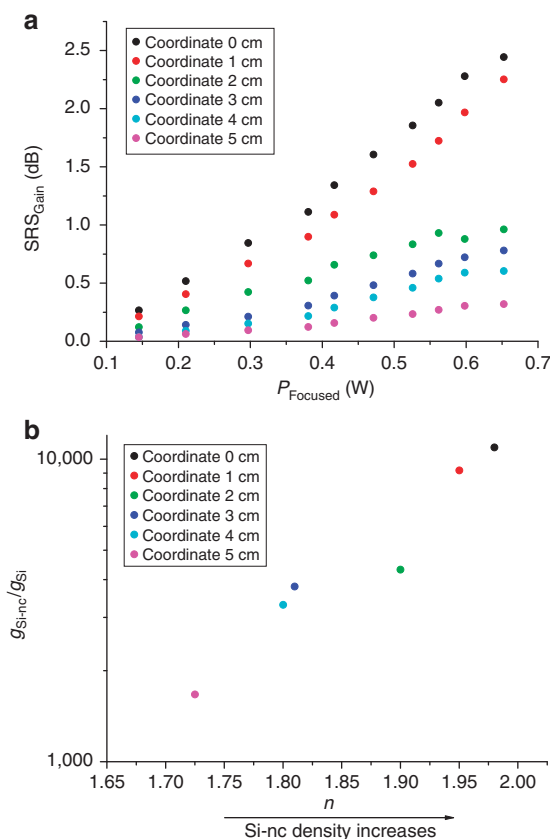 a
2.5
2.0
1.5
1.0
0.5
0.0
SRS_Gain (dB)
Coordinate 0 cm
Coordinate 1 cm
Coordinate 2 cm
Coordinate 3 cm
Coordinate 4 cm
Coordinate 5 cm
0.1 0.2 0.3 0.4 0.5 0.6 0.7
P_Focused (W)
b
10,000
1,000
g_Si-nc/g_Si
Coordinate 0 cm
Coordinate 1 cm
Coordinate 2 cm
Coordinate 3 cm
Coordinate 4 cm
Coordinate 5 cm
1.65 1.70 1.75 1.80 1.85 1.90 1.95 2.00
n
Si-nc density increases